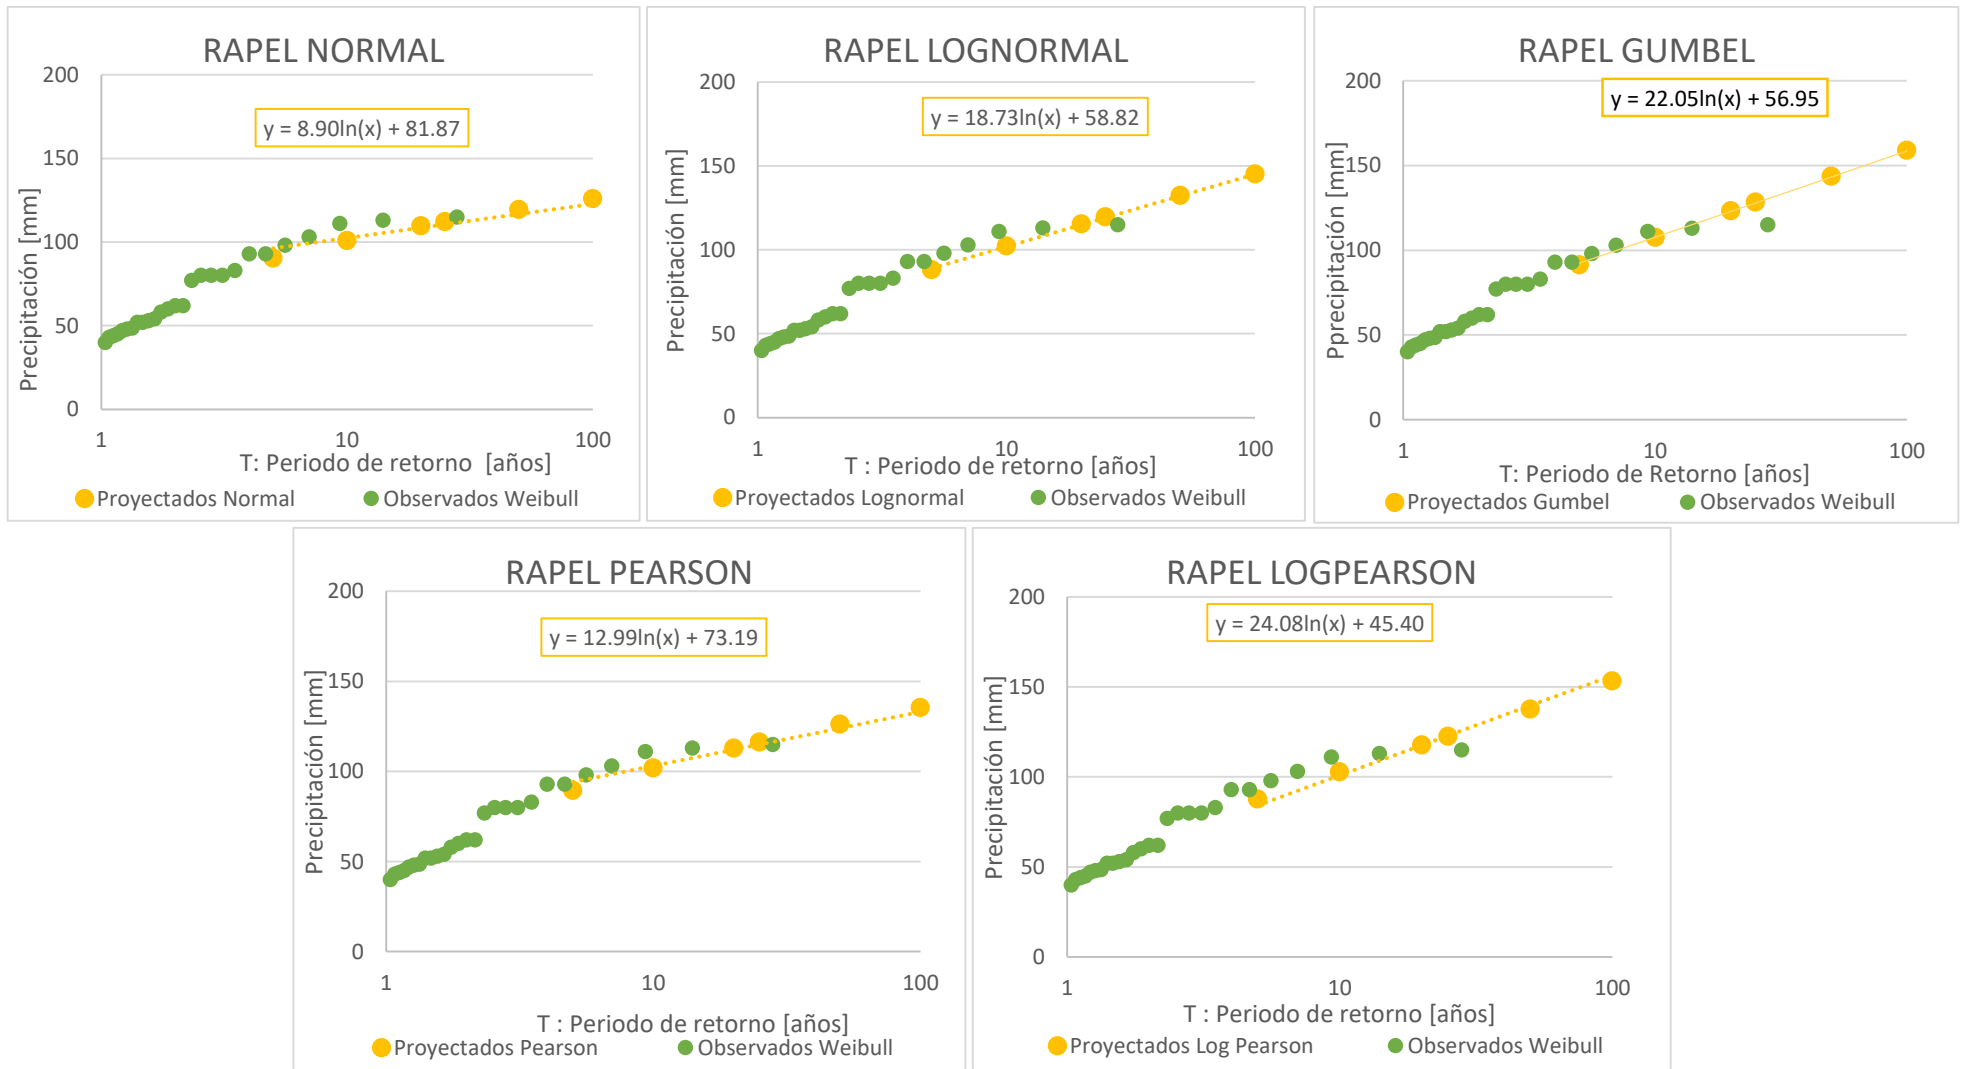 RAPEL NORMAL
200
150
100
50
0
y = 8.90ln(x) + 81.87
Precipitación [mm]
1
10
100
T: Periodo de retorno [años]
Proyectados Normal
Observados Weibull
RAPEL LOGNORMAL
200
150
100
50
0
y = 18.73ln(x) + 58.82
Precipitación [mm]
1
10
100
T : Periodo de retorno [años]
Proyectados Lognormal
Observados Weibull
RAPEL GUMBEL
200
150
100
50
0
y = 22.05ln(x) + 56.95
Pprecipitación [mm]
1
10
100
T: Periodo de Retorno [años]
Proyectados Gumbel
Observados Weibull
RAPEL PEARSON
200
150
100
50
0
y = 12.99ln(x) + 73.19
Precipitación [mm]
1
10
100
T : Periodo de retorno [años]
Proyectados Pearson
Observados Weibull
RAPEL LOGPEARSON
200
150
100
50
0
y = 24.08ln(x) + 45.40
Precipitación [mm]
1
10
100
T : Periodo de retorno [años]
Proyectados Log Pearson
Observados Weibull